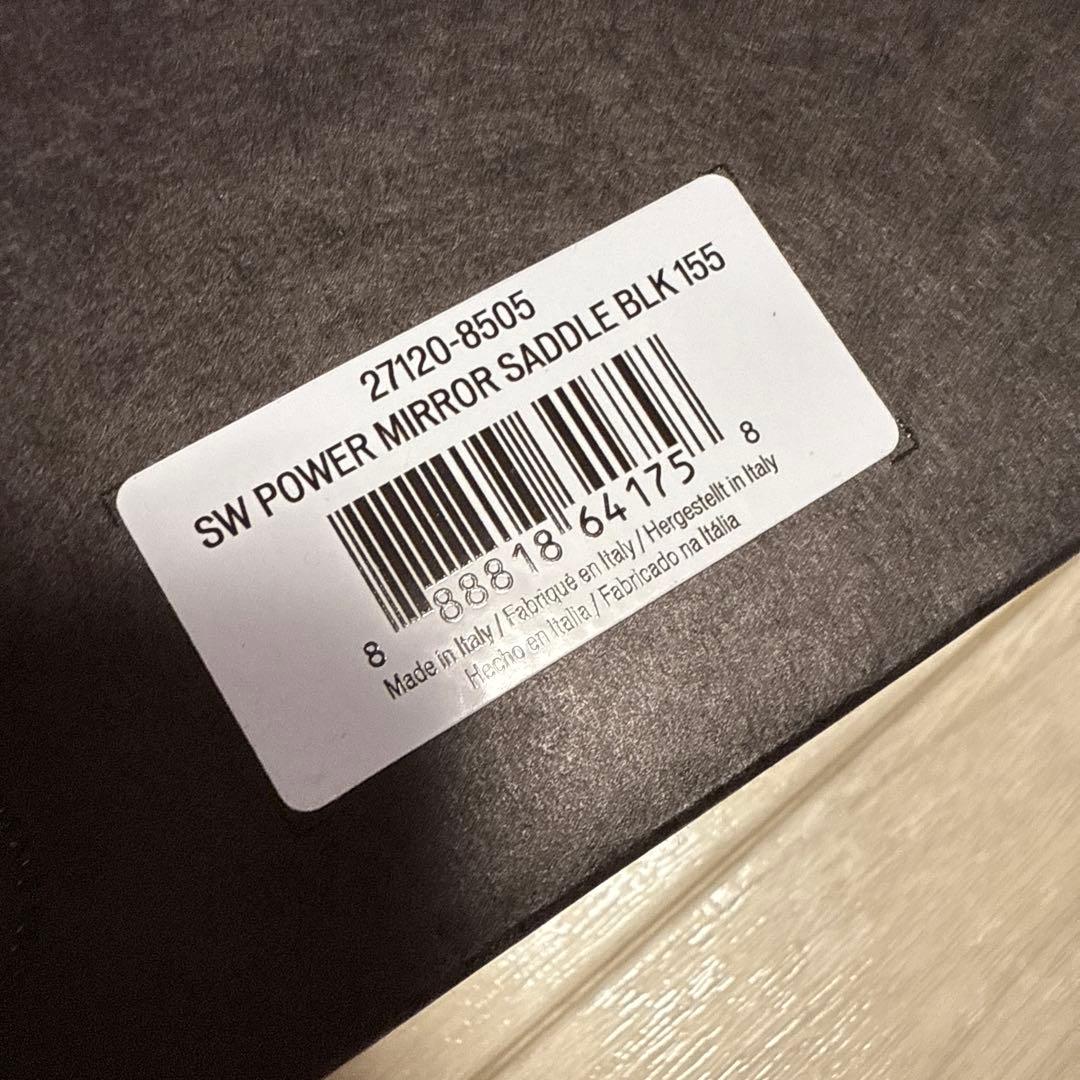 27120-8505
SW POWER MIRROR SADDLE BLK 155
8 88818 64175 8
Made in Italy / Fabriqué en Italy / Hergestellt in Italy
Hecho en Italia / Fabricado na Itália